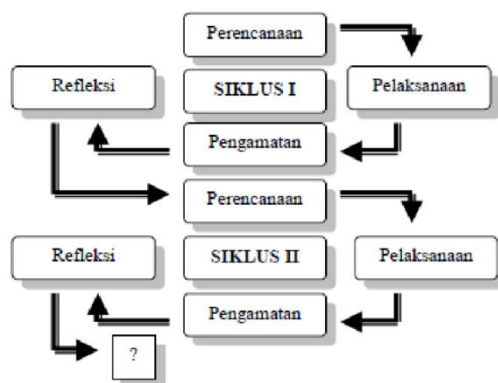 Perencanaan
Refleksi
SIKLUS I
Pelaksanaan
Pengamatan
Perencanaan
Refleksi
SIKLUS II
Pelaksanaan
Pengamatan
?